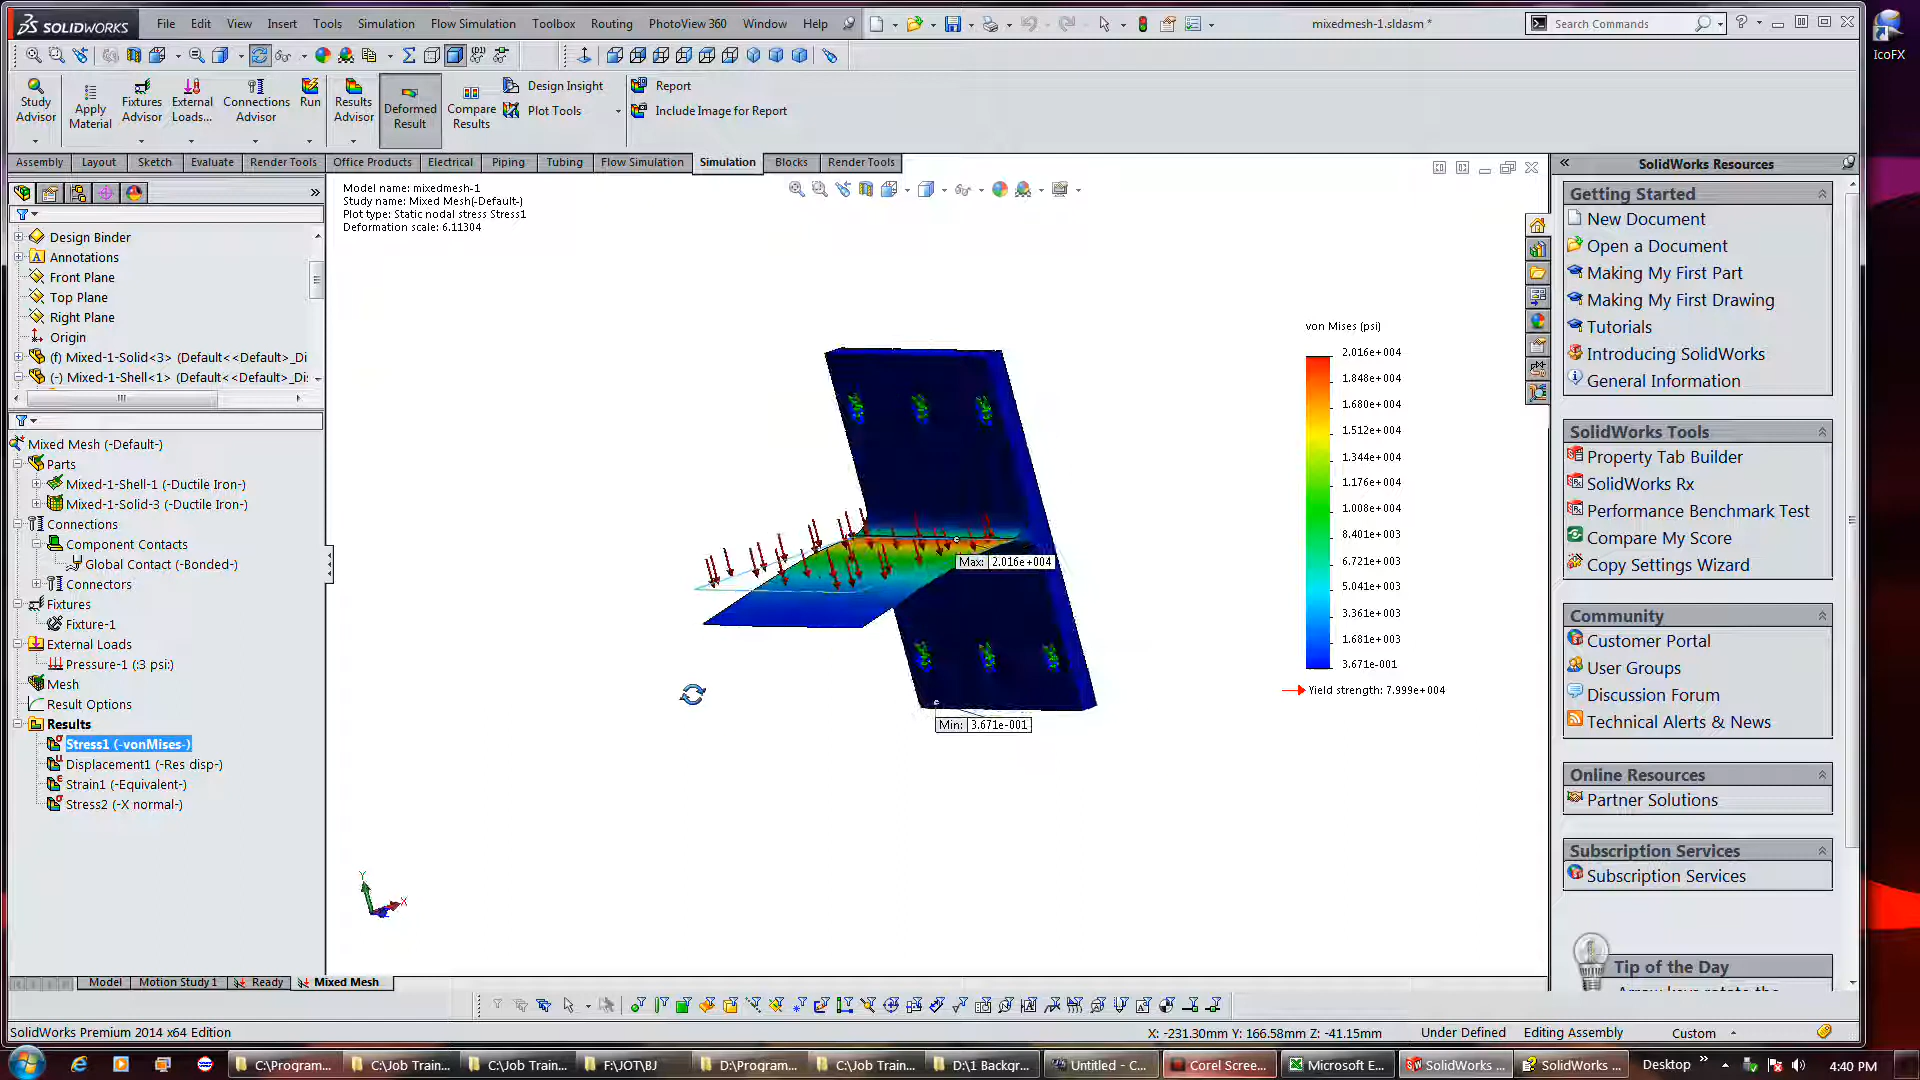 SOLIDWORKS
File Edit View Insert Tools Simulation Flow Simulation Toolbox Routing PhotoView 360 Window Help
mixedmesh-1.sldasm *
Search Commands
IcoFX
Study Advisor
Apply Material
Fixtures Advisor
External Loads...
Connections Advisor
Run
Results Advisor
Deformed Result
Compare Results
Design Insight
Plot Tools
Report
Include Image for Report
Assembly Layout Sketch Evaluate Render Tools Office Products Electrical Piping Tubing Flow Simulation Simulation Blocks Render Tools
Design Binder
Annotations
Front Plane
Top Plane
Right Plane
Origin
(f) Mixed-1-Solid<3> (Default<<Default>_Di
(-) Mixed-1-Shell<1> (Default<<Default>_Di:
Mixed Mesh (-Default-)
Parts
Mixed-1-Shell-1 (-Ductile Iron-)
Mixed-1-Solid-3 (-Ductile Iron-)
Connections
Component Contacts
Global Contact (-Bonded-)
Connectors
Fixtures
Fixture-1
External Loads
Pressure-1 (:3 psi:)
Mesh
Result Options
Results
Stress1 (-vonMises-)
Displacement1 (-Res disp-)
Strain1 (-Equivalent-)
Stress2 (-X normal-)
Model name: mixedmesh-1
Study name: Mixed Mesh(-Default-)
Plot type: Static nodal stress Stress1
Deformation scale: 6.11304
Max: 2.016e+004
Min: 3.671e-001
von Mises (psi)
2.016e+004
1.848e+004
1.680e+004
1.512e+004
1.344e+004
1.176e+004
1.008e+004
8.401e+003
6.721e+003
5.041e+003
3.361e+003
1.681e+003
3.671e-001
Yield strength: 7.999e+004
Y
X
SolidWorks Resources
Getting Started
New Document
Open a Document
Making My First Part
Making My First Drawing
Tutorials
Introducing SolidWorks
General Information
SolidWorks Tools
Property Tab Builder
SolidWorks Rx
Performance Benchmark Test
Compare My Score
Copy Settings Wizard
Community
Customer Portal
User Groups
Discussion Forum
Technical Alerts & News
Online Resources
Partner Solutions
Subscription Services
Subscription Services
Tip of the Day
Model Motion Study 1 Ready Mixed Mesh
SolidWorks Premium 2014 x64 Edition
X: -231.30mm Y: 166.58mm Z: -41.15mm Under Defined Editing Assembly Custom
C:\Program... C:\Job Train... C:\Job Train... F:\JOT\BJ D:\Program... C:\Job Train... D:\1 Backgr... Untitled - C... Corel Scree... Microsoft E... SolidWorks ... SolidWorks ... Desktop 4:40 PM